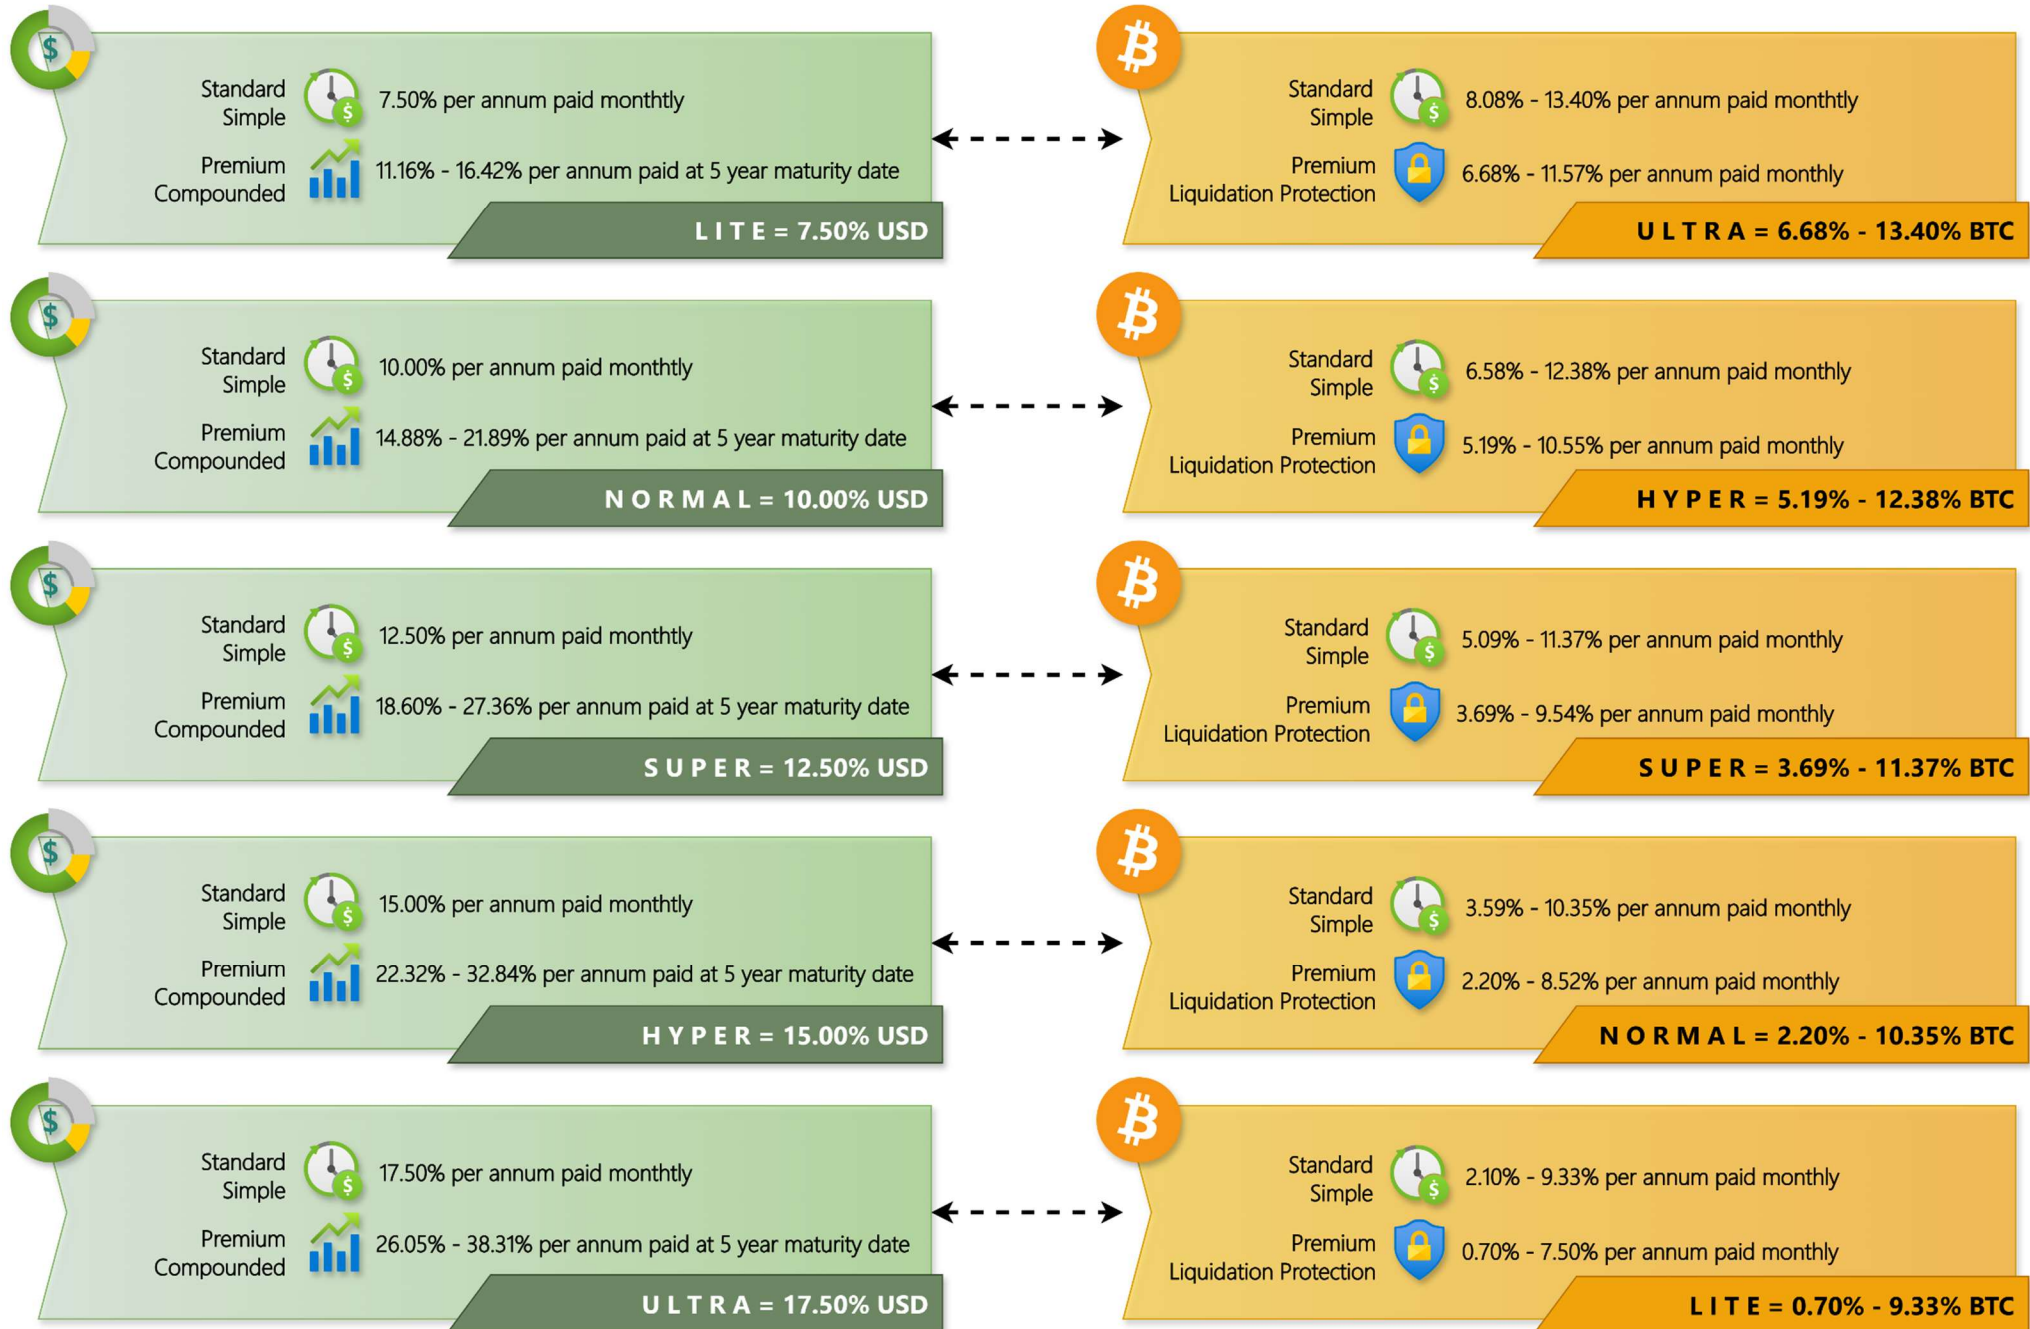 Standard
Simple
7.50% per annum paid monthtly
Premium
Compounded
11.16% - 16.42% per annum paid at 5 year maturity date
LITE = 7.50% USD
Standard
Simple
8.08% - 13.40% per annum paid monthtly
Premium
Liquidation Protection
6.68% - 11.57% per annum paid monthly
ULTRA = 6.68% - 13.40% BTC
Standard
Simple
10.00% per annum paid monthtly
Premium
Compounded
14.88% - 21.89% per annum paid at 5 year maturity date
NORMAL = 10.00% USD
Standard
Simple
6.58% - 12.38% per annum paid monthly
Premium
Liquidation Protection
5.19% - 10.55% per annum paid monthly
HYPER = 5.19% - 12.38% BTC
Standard
Simple
12.50% per annum paid monthtly
Premium
Compounded
18.60% - 27.36% per annum paid at 5 year maturity date
SUPER = 12.50% USD
Standard
Simple
5.09% - 11.37% per annum paid monthly
Premium
Liquidation Protection
3.69% - 9.54% per annum paid monthly
SUPER = 3.69% - 11.37% BTC
Standard
Simple
15.00% per annum paid monthtly
Premium
Compounded
22.32% - 32.84% per annum paid at 5 year maturity date
HYPER = 15.00% USD
Standard
Simple
3.59% - 10.35% per annum paid monthly
Premium
Liquidation Protection
2.20% - 8.52% per annum paid monthly
NORMAL = 2.20% - 10.35% BTC
Standard
Simple
17.50% per annum paid monthtly
Premium
Compounded
26.05% - 38.31% per annum paid at 5 year maturity date
ULTRA = 17.50% USD
Standard
Simple
2.10% - 9.33% per annum paid monthly
Premium
Liquidation Protection
0.70% - 7.50% per annum paid monthly
LITE = 0.70% - 9.33% BTC